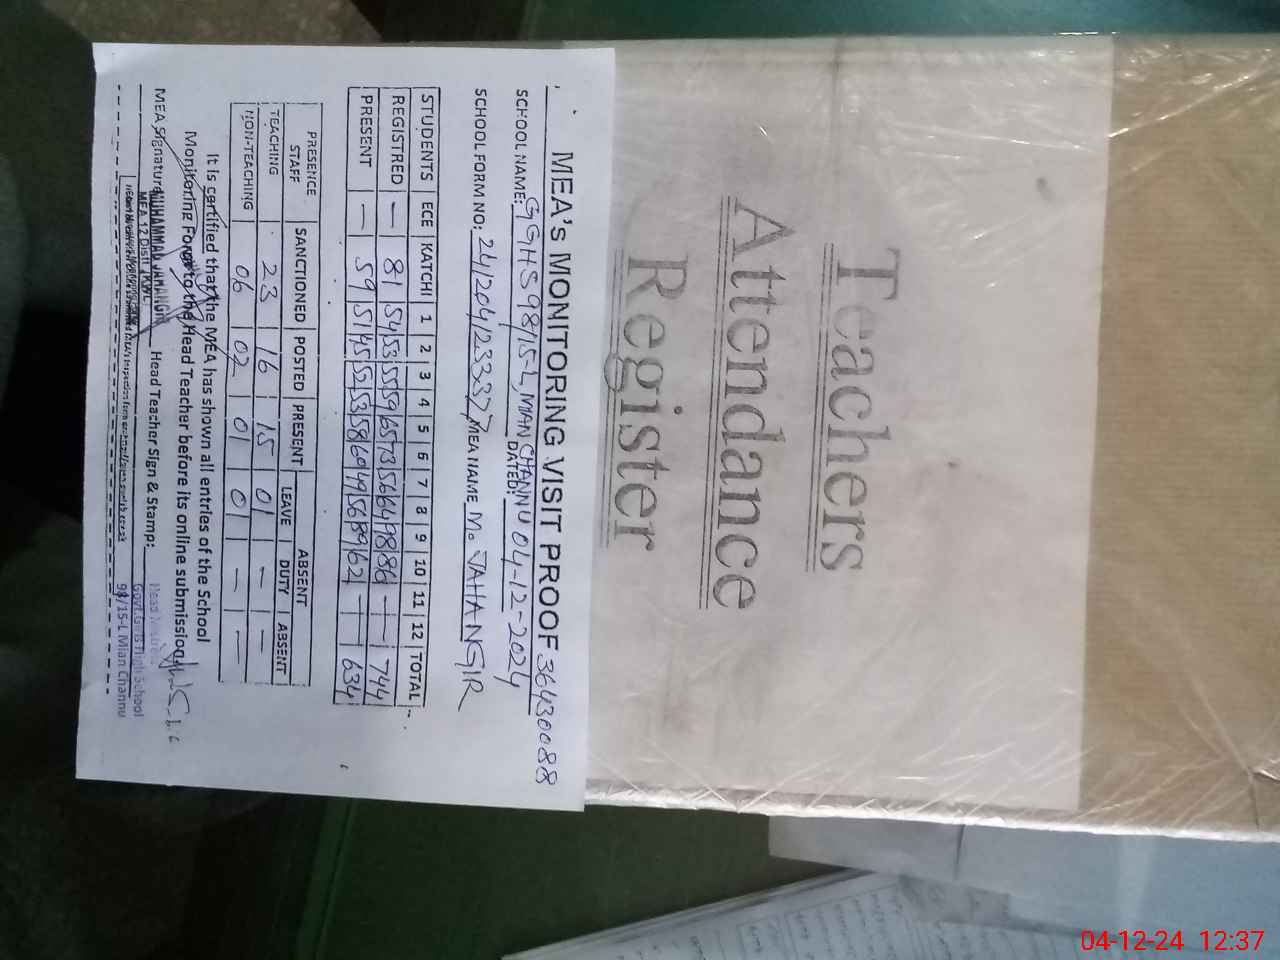 Teachers
Attendance
Register
MEA's MONITORING VISIT PROOF 36430088
SCHOOL NAME: GGHS 98/15-L, MIAN CHANNU DATED: 04-12-2024
SCHOOL FORM NO: MEA NAME M. JAHANGIR
STUDENTS ECE KATCHI 1 2 3 4 5 6 7 8 9 10 11 12 TOTAL
REGISTRED — 81 54 53 55 59 65 73 56 64 98 86 — — 744
PRESENT — 59 51 45 52 53 58 60 49 56 89 62 — — 634
PRESENCE STAFF SANCTIONED POSTED PRESENT ABSENT
LEAVE DUTY ABSENT
TEACHING 23 16 15 01 — —
NON-TEACHING 06 02 01 01 — —
It is certified that the MEA has shown all entries of the School
Monitoring Form to the Head Teacher before its online submission.
MEA Signature Head Teacher Sign & Stamp:
MUHAMMAD JAHANGIR
MEA 12 Distt
Head Mistress
Govt.Girls High School
98/15-L Mian Channu
04-12-24 12:37